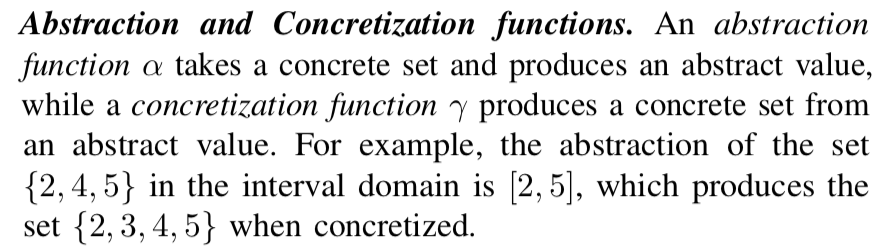 Abstraction and Concretization functions. An abstraction
function α takes a concrete set and produces an abstract value,
while a concretization function γ produces a concrete set from
an abstract value. For example, the abstraction of the set
{2, 4, 5} in the interval domain is [2, 5], which produces the
set {2, 3, 4, 5} when concretized.